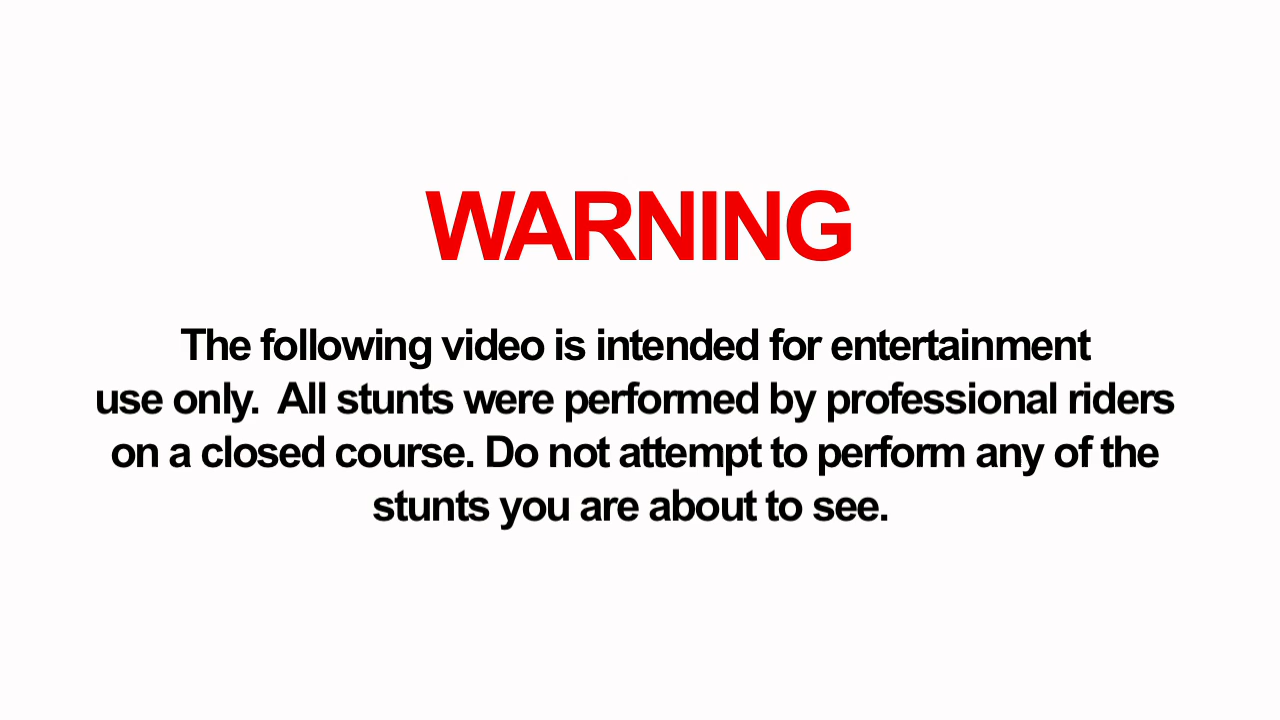 WARNING
The following video is intended for entertainment
use only.  All stunts were performed by professional riders
on a closed course. Do not attempt to perform any of the
stunts you are about to see.